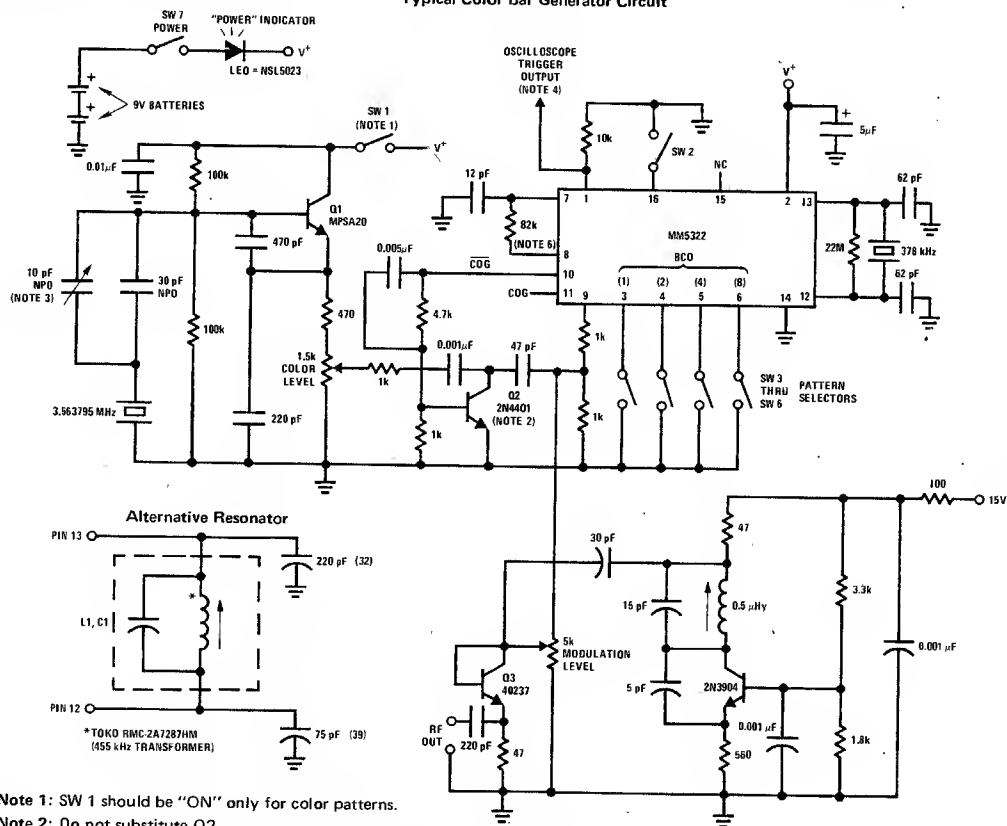 Typical Color Bar Generator Circuit
SW 7
POWER
"POWER" INDICATOR
V+
LED = NSL5023
9V BATTERIES
SW 1
(NOTE 1)
V+
0.01µF
100k
Q1
MPSA20
470 pF
10 pF
NPO
(NOTE 3)
30 pF
NPO
100k
470
1.5k
COLOR
LEVEL
220 pF
3.563795 MHz
OSCILLOSCOPE
TRIGGER
OUTPUT
(NOTE 4)
10k
SW 2
NC
V+
5µF
12 pF
82k
(NOTE 6)
7
1
16
15
2
13
8
MM5322
10
COG
11
COG
9
BCO
(1)
(2)
(4)
(8)
3
4
5
6
14
12
22M
62 pF
378 kHz
62 pF
0.005µF
4.7k
0.001µF
47 pF
1k
1k
1k
1k
Q2
2N4401
(NOTE 2)
SW 3
THRU
SW 6
PATTERN
SELECTORS
Alternative Resonator
PIN 13
220 pF (32)
*
L1, C1
PIN 12
75 pF (39)
*TOKO RMC-2A7287HM
(455 kHz TRANSFORMER)
100
15V
47
30 pF
15 pF
0.5 µHy
3.3k
0.001 µF
5k
MODULATION
LEVEL
Q3
40237
5 pF
2N3904
RF
OUT
220 pF
47
560
0.001 µF
1.8k
Note 1: SW 1 should be "ON" only for color patterns.
Note 2: Do not substitute Q2.